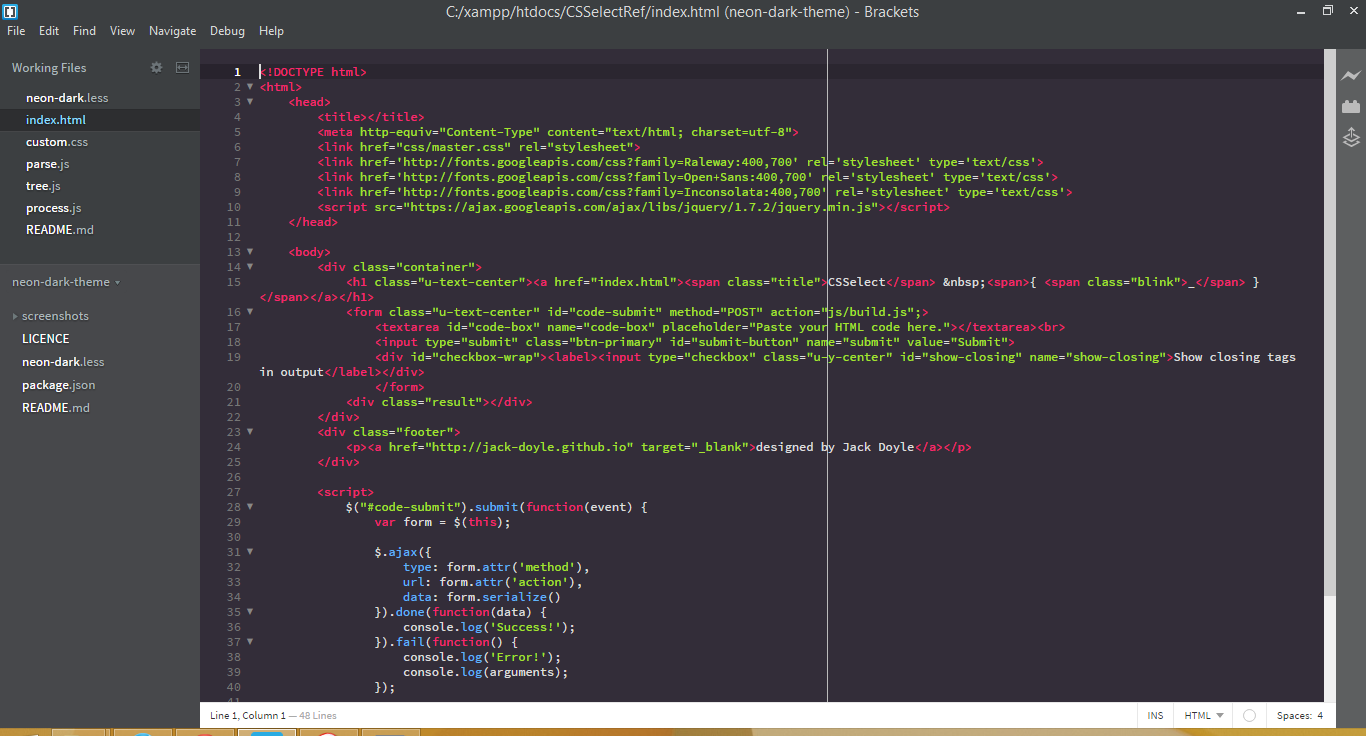 C:/xampp/htdocs/CSSelectRef/index.html (neon-dark-theme) - Brackets
File Edit Find View Navigate Debug Help
Working Files
neon-dark.less
index.html
custom.css
parse.js
tree.js
process.js
README.md
neon-dark-theme
screenshots
LICENCE
neon-dark.less
package.json
README.md
1 <!DOCTYPE html>
2 <html>
3 <head>
4 <title></title>
5 <meta http-equiv="Content-Type" content="text/html; charset=utf-8">
6 <link href="css/master.css" rel="stylesheet">
7 <link href='http://fonts.googleapis.com/css?family=Raleway:400,700' rel='stylesheet' type='text/css'>
8 <link href='http://fonts.googleapis.com/css?family=Open+Sans:400,700' rel='stylesheet' type='text/css'>
9 <link href='http://fonts.googleapis.com/css?family=Inconsolata:400,700' rel='stylesheet' type='text/css'>
10 <script src="https://ajax.googleapis.com/ajax/libs/jquery/1.7.2/jquery.min.js"></script>
11 </head>
12
13 <body>
14 <div class="container">
15 <h1 class="u-text-center"><a href="index.html"><span class="title">CSSelect</span> &nbsp;<span>{ <span class="blink">_</span> }
</span></a></h1>
16 <form class="u-text-center" id="code-submit" method="POST" action="js/build.js";>
17 <textarea id="code-box" name="code-box" placeholder="Paste your HTML code here."></textarea><br>
18 <input type="submit" class="btn-primary" id="submit-button" name="submit" value="Submit">
19 <div id="checkbox-wrap"><label><input type="checkbox" class="u-y-center" id="show-closing" name="show-closing">Show closing tags
in output</label></div>
20 </form>
21 <div class="result"></div>
22 </div>
23 <div class="footer">
24 <p><a href="http://jack-doyle.github.io" target="_blank">designed by Jack Doyle</a></p>
25 </div>
26
27 <script>
28 $("#code-submit").submit(function(event) {
29 var form = $(this);
30
31 $.ajax({
32 type: form.attr('method'),
33 url: form.attr('action'),
34 data: form.serialize()
35 }).done(function(data) {
36 console.log('Success!');
37 }).fail(function() {
38 console.log('Error!');
39 console.log(arguments);
40 });
41
Line 1, Column 1 — 48 Lines
INS HTML Spaces: 4